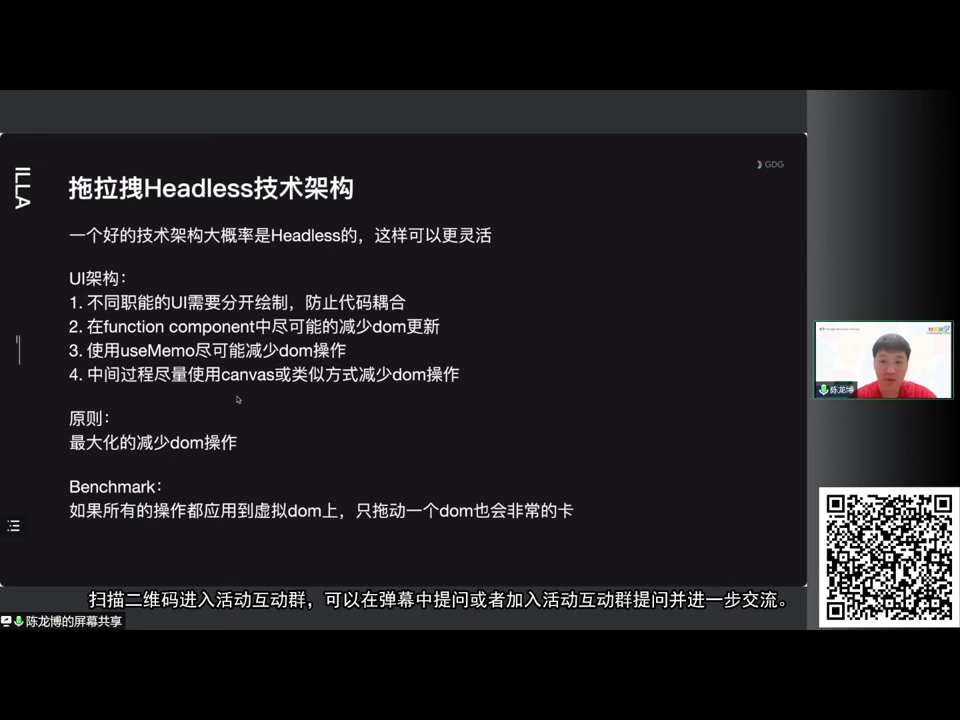 ILLA
GDG
拖拉拽Headless技术架构
一个好的技术架构大概率是Headless的，这样可以更灵活
UI架构：
1. 不同职能的UI需要分开绘制，防止代码耦合
2. 在function component中尽可能的减少dom更新
3. 使用useMemo尽可能减少dom操作
4. 中间过程尽量使用canvas或类似方式减少dom操作
原则：
最大化的减少dom操作
Benchmark：
如果所有的操作都应用到虚拟dom上，只拖动一个dom也会非常的卡
陈龙博
扫描二维码进入活动互动群，可以在弹幕中提问或者加入活动互动群提问并进一步交流。
陈龙博的屏幕共享